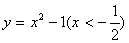 y = x² − 1(x < −1/2)